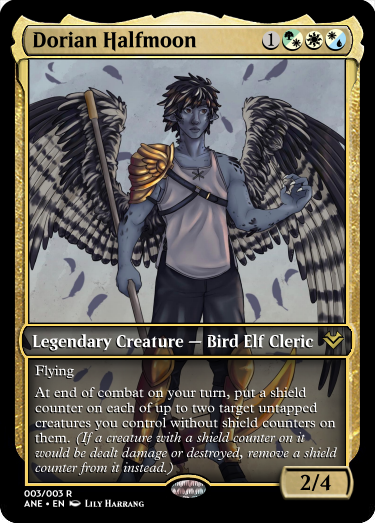 Dorian Halfmoon 1
Legendary Creature — Bird Elf Cleric
Flying
At end of combat on your turn, put a shield
counter on each of up to two target untapped
creatures you control without shield counters on
them. (If a creature with a shield counter on it
would be dealt damage or destroyed, remove a shield
counter from it instead.)
2/4
003/003 R
ANE • EN Lily Harrang